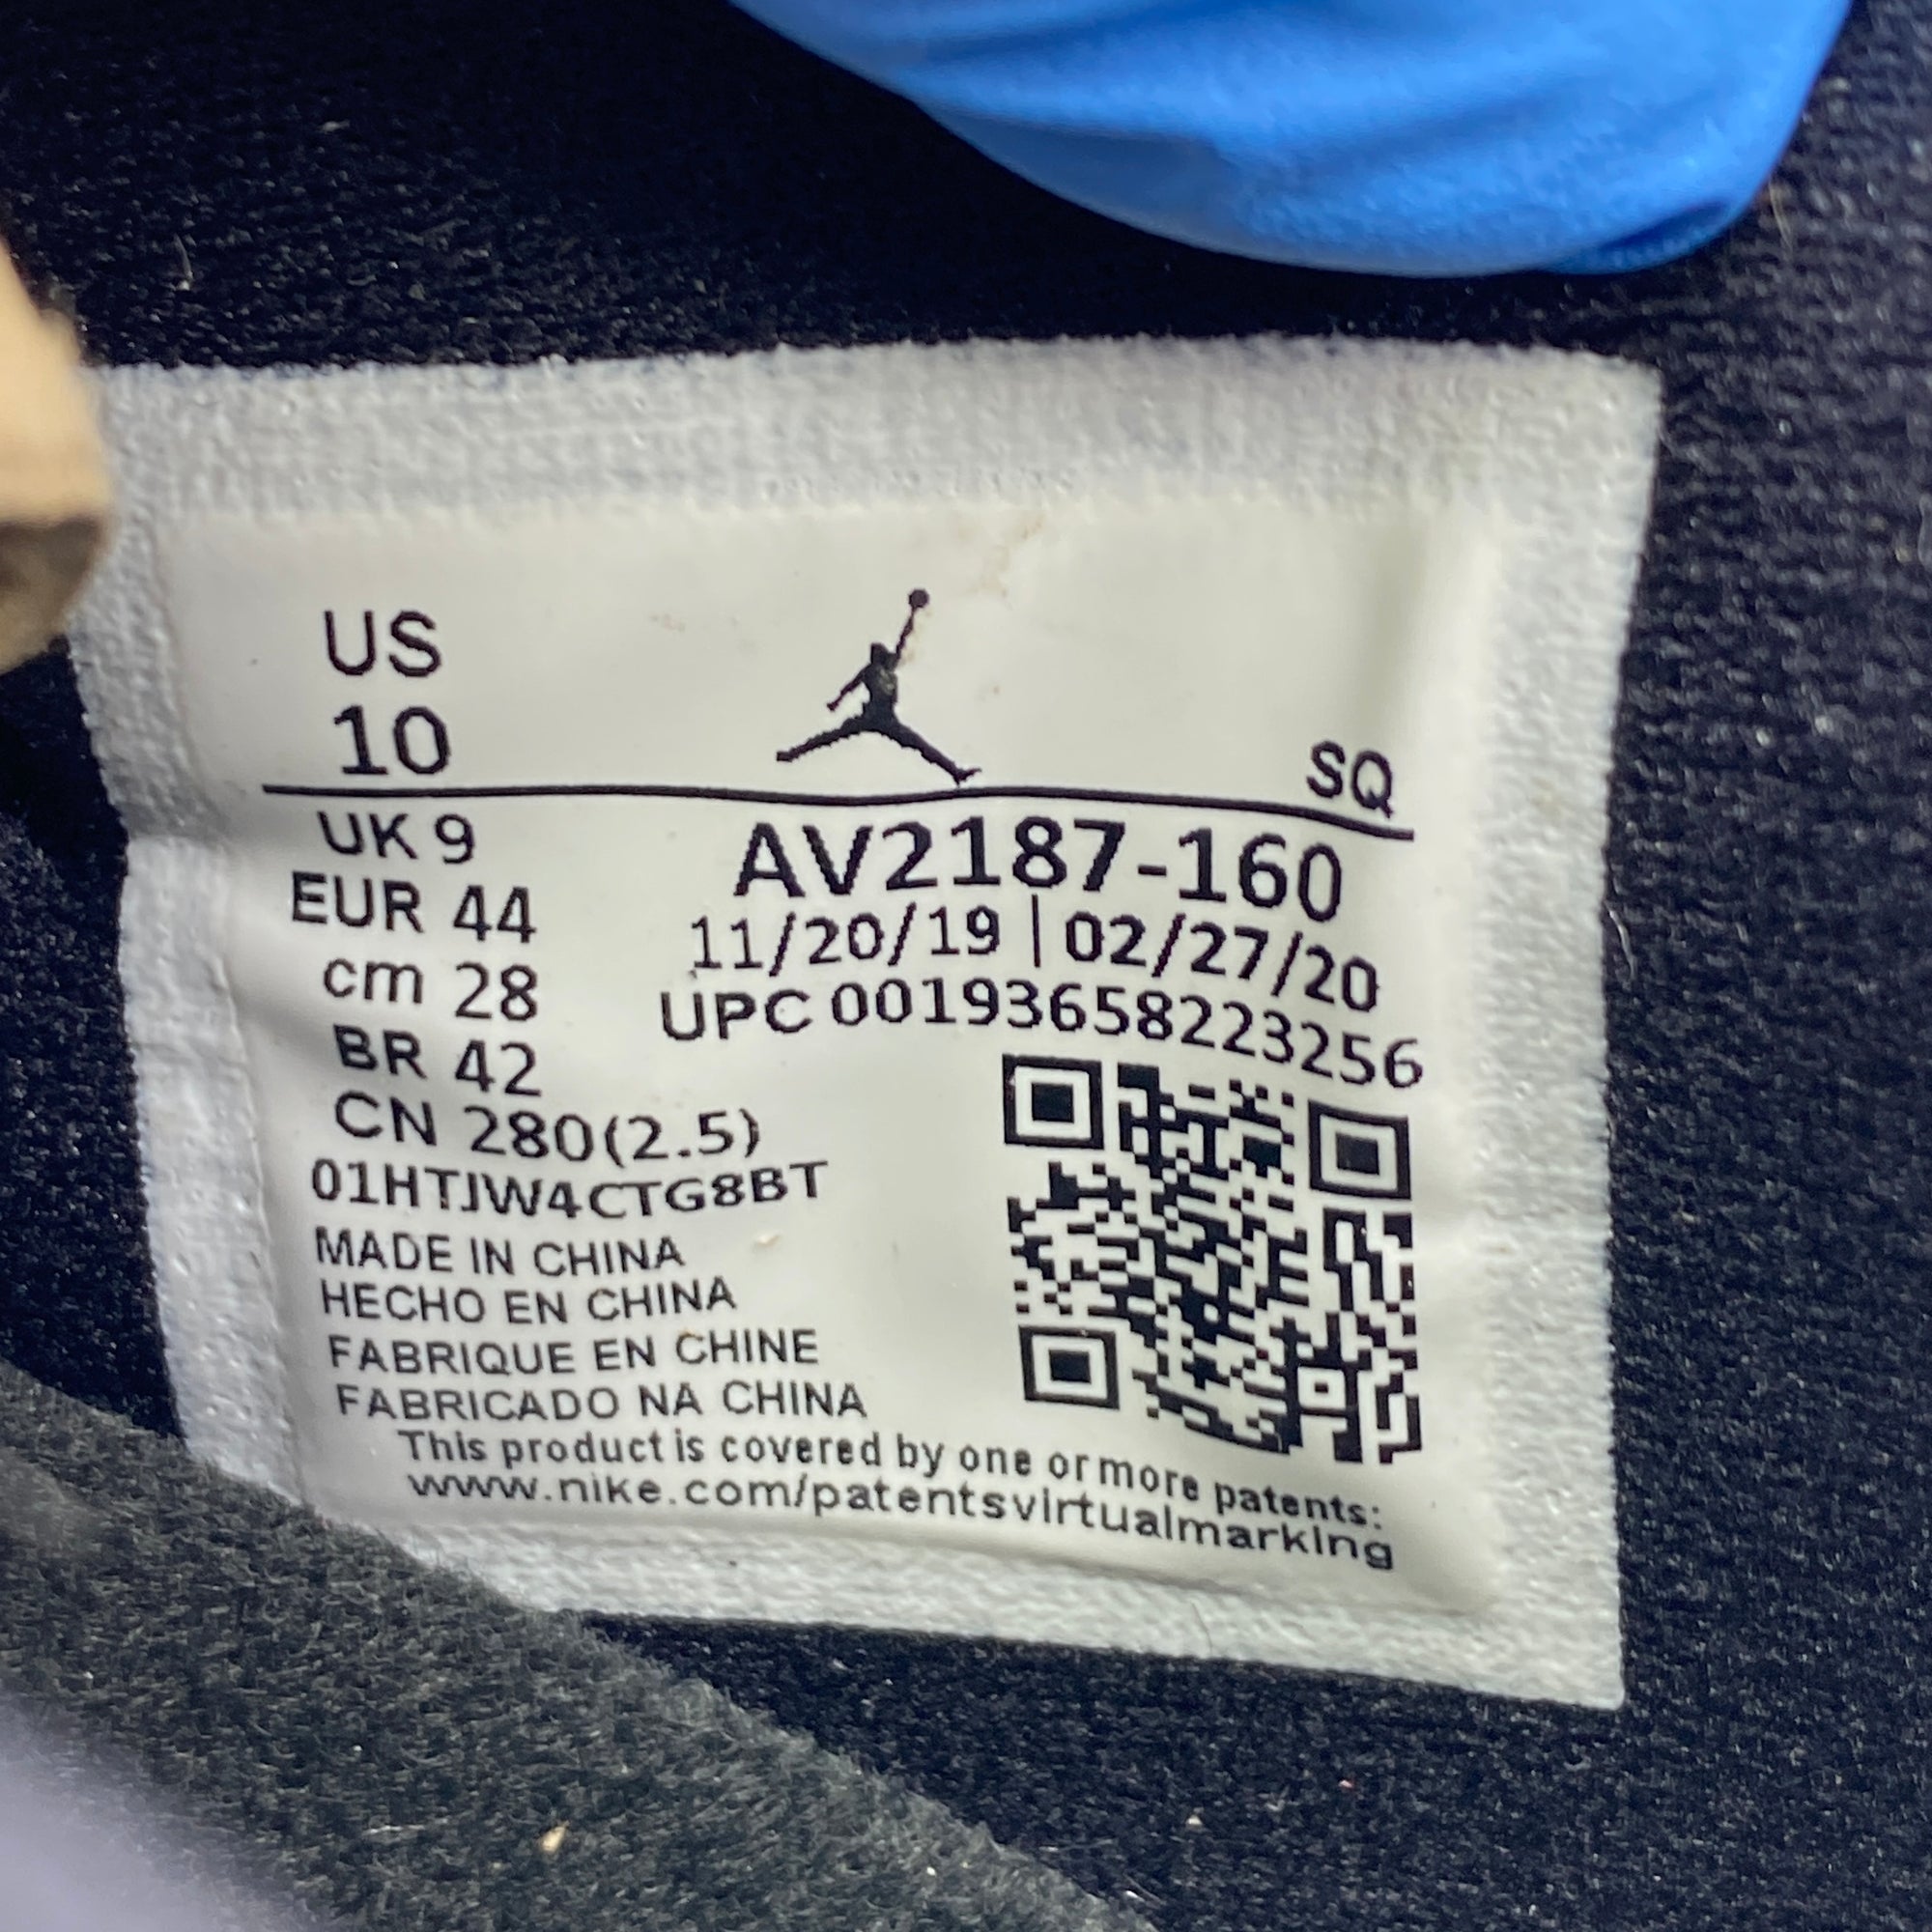 US
10
SQ
UK 9
EUR 44
cm 28
BR 42
CN 280(2.5)
AV2187-160
11/20/19 | 02/27/20
UPC 00193658223256
01HTJW4CTG8BT
MADE IN CHINA
HECHO EN CHINA
FABRIQUE EN CHINE
FABRICADO NA CHINA
This product is covered by one or more patents:
www.nike.com/patentsvirtualmarking